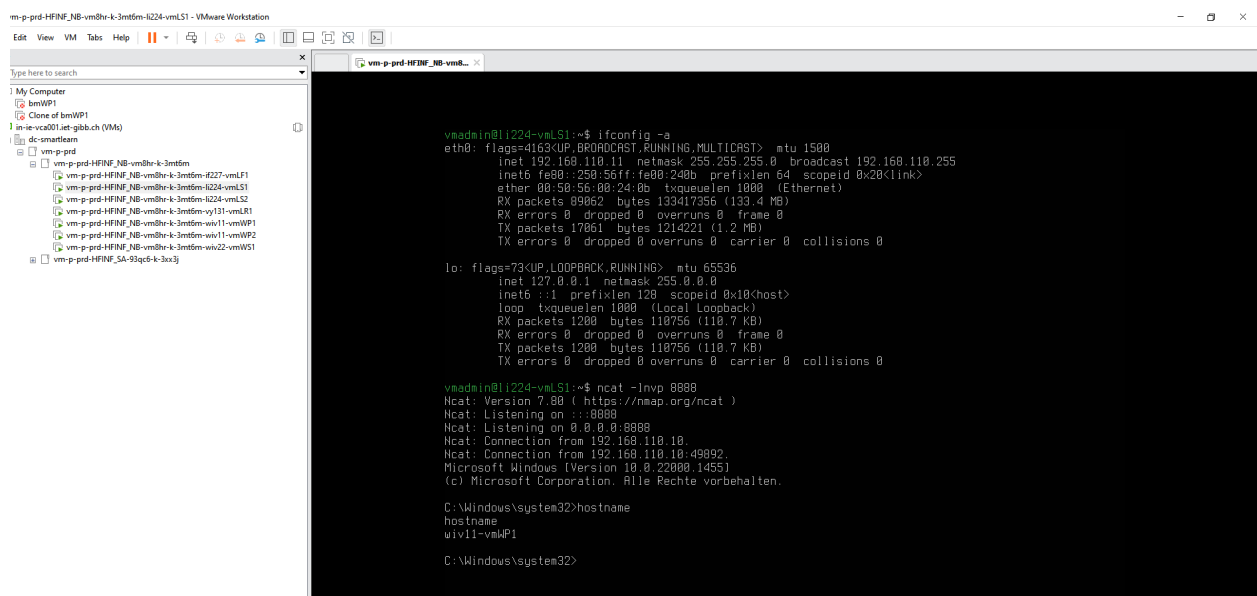 vm-p-prd-HFINF_NB-vm8hr-k-3mt6m-li224-vmLS1 - VMware Workstation
Edit View VM Tabs Help
Type here to search
My Computer
bmWP1
Clone of bmWP1
in-ie-vca001.iet-gibb.ch (VMs)
dc-smartlearn
vm-p-prd
vm-p-prd-HFINF_NB-vm8hr-k-3mt6m
vm-p-prd-HFINF_NB-vm8hr-k-3mt6m-if227-vmLF1
vm-p-prd-HFINF_NB-vm8hr-k-3mt6m-li224-vmLS1
vm-p-prd-HFINF_NB-vm8hr-k-3mt6m-li224-vmLS2
vm-p-prd-HFINF_NB-vm8hr-k-3mt6m-vy131-vmLR1
vm-p-prd-HFINF_NB-vm8hr-k-3mt6m-wiv11-vmWP1
vm-p-prd-HFINF_NB-vm8hr-k-3mt6m-wiv11-vmWP2
vm-p-prd-HFINF_NB-vm8hr-k-3mt6m-wiv22-vmWS1
vm-p-prd-HFINF_SA-93qc6-k-3xx3j
vm-p-prd-HFINF_NB-vm8...
vmadmin@li224-vmLS1:~$ ifconfig -a
eth0: flags=4163<UP,BROADCAST,RUNNING,MULTICAST>  mtu 1500
inet 192.168.110.11  netmask 255.255.255.0  broadcast 192.168.110.255
inet6 fe80::250:56ff:fe00:240b  prefixlen 64  scopeid 0x20<link>
ether 00:50:56:00:24:0b  txqueuelen 1000  (Ethernet)
RX packets 89062  bytes 133417356 (133.4 MB)
RX errors 0  dropped 0  overruns 0  frame 0
TX packets 17061  bytes 1214221 (1.2 MB)
TX errors 0  dropped 0 overruns 0  carrier 0  collisions 0
lo: flags=73<UP,LOOPBACK,RUNNING>  mtu 65536
inet 127.0.0.1  netmask 255.0.0.0
inet6 ::1  prefixlen 128  scopeid 0x10<host>
loop  txqueuelen 1000  (Local Loopback)
RX packets 1200  bytes 110756 (110.7 KB)
RX errors 0  dropped 0  overruns 0  frame 0
TX packets 1200  bytes 110756 (110.7 KB)
TX errors 0  dropped 0 overruns 0  carrier 0  collisions 0
vmadmin@li224-vmLS1:~$ ncat -lnvp 8888
Ncat: Version 7.80 ( https://nmap.org/ncat )
Ncat: Listening on :::8888
Ncat: Listening on 0.0.0.0:8888
Ncat: Connection from 192.168.110.10.
Ncat: Connection from 192.168.110.10:49892.
Microsoft Windows [Version 10.0.22000.1455]
(c) Microsoft Corporation. Alle Rechte vorbehalten.
C:\Windows\system32>hostname
hostname
wiv11-vmWP1
C:\Windows\system32>